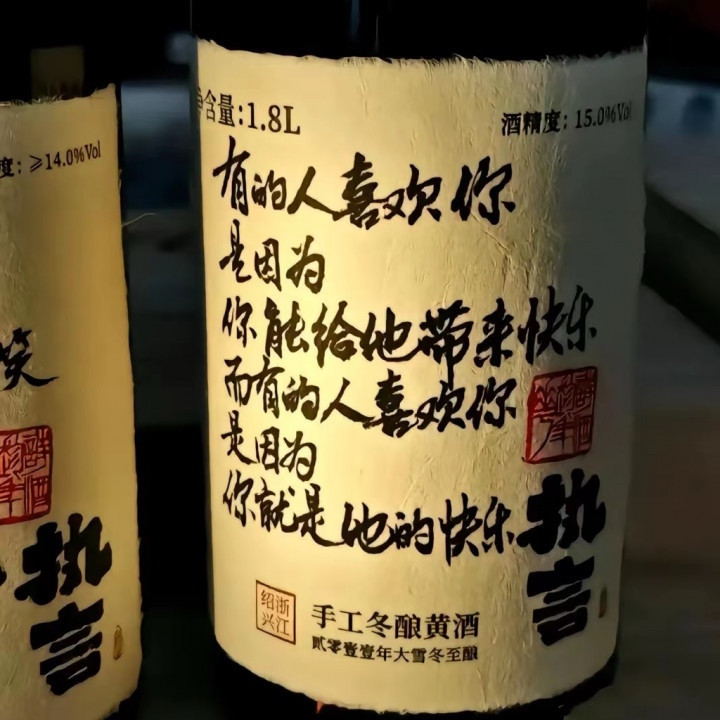 度: ≥14.0%Vol
笑
执言
净含量:1.8L
酒精度: 15.0%Vol
有的人喜欢你
是因为
你能给他带来快乐
而有的人喜欢你
是因为
你就是他的快乐
执言
浙江
绍兴
手工冬酿黄酒
贰零壹壹年大雪冬至酿